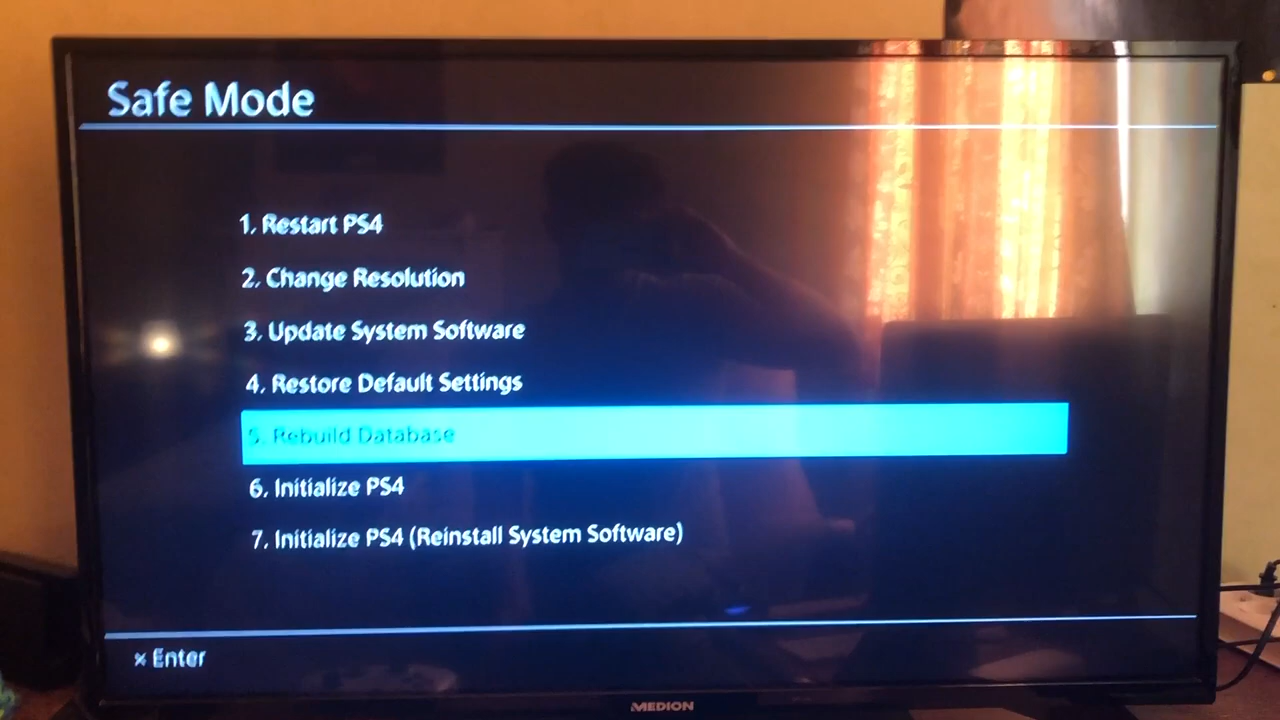 Safe Mode
1. Restart PS4
2. Change Resolution
3. Update System Software
4. Restore Default Settings
5. Rebuild Database
6. Initialize PS4
7. Initialize PS4 (Reinstall System Software)
× Enter
MEDION